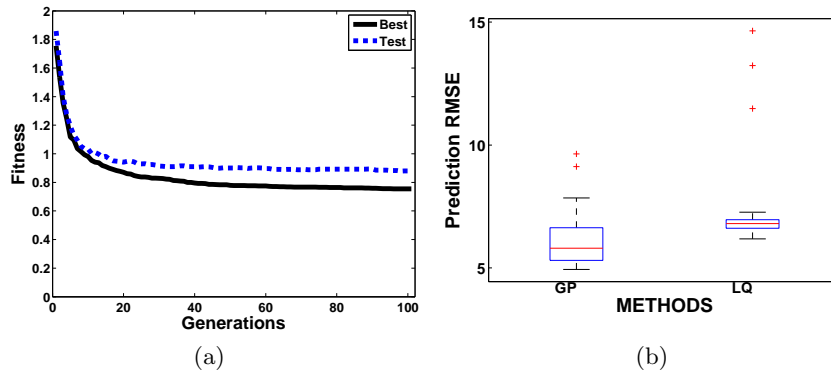 2
1.8
1.6
1.4
1.2
1
0.8
0.6
0.4
0.2
0
Fitness
Best
Test
0 20 40 60 80 100
Generations
(a)
15
10
5
Prediction RMSE
GP LQ
METHODS
(b)